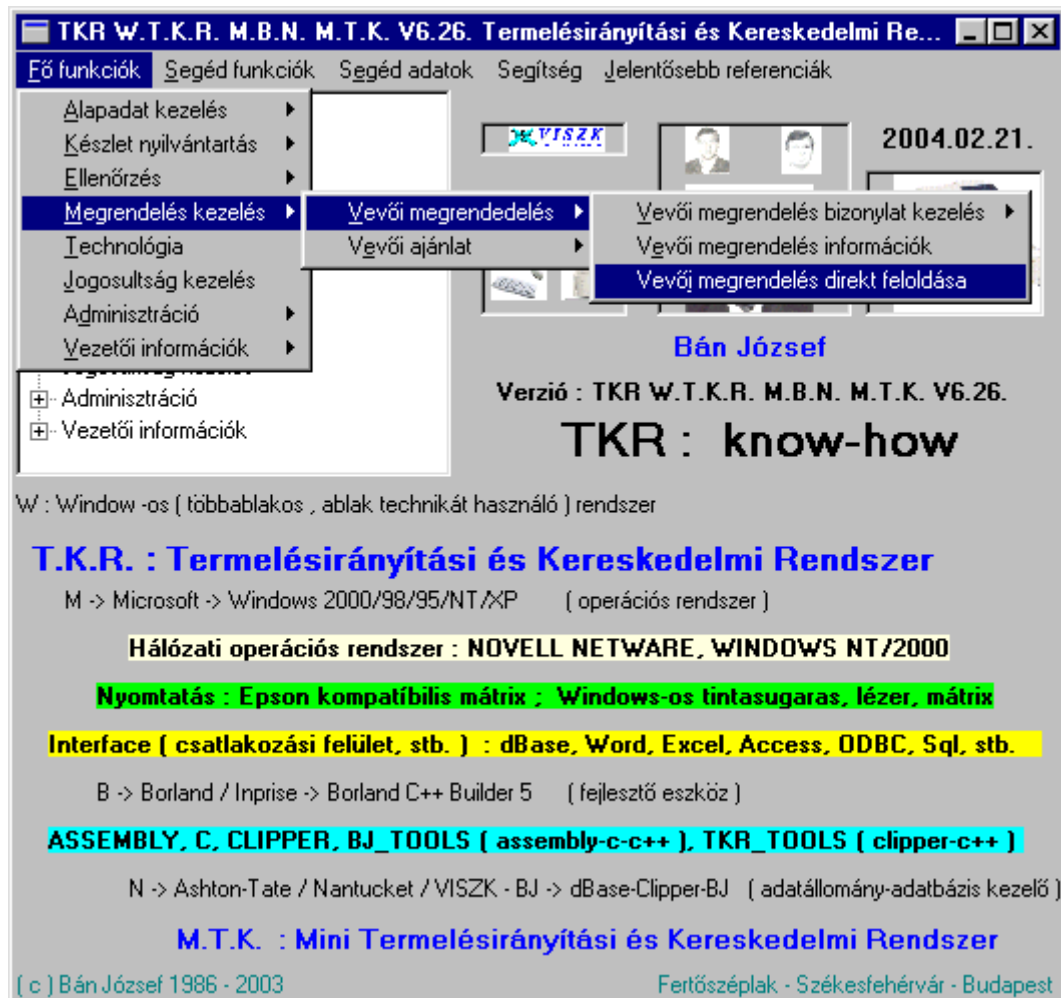 TKR W.T.K.R. M.B.N. M.T.K. V6.26. Termelésirányítási és Kereskedelmi Re...
Fő funkciók Segéd funkciók Segéd adatok Segítség Jelentősebb referenciák
Alapadat kezelés
Készlet nyilvántartás
Ellenőrzés
Megrendelés kezelés
Technológia
Jogosultság kezelés
Adminisztráció
Vezetői információk
Vevői megrendedelés
Vevői ajánlat
Vevői megrendelés bizonylat kezelés
Vevői megrendelés információk
Vevői megrendelés direkt feloldása
VISZK
2004.02.21.
Adminisztráció
Vezetői információk
Bán József
Verzió : TKR W.T.K.R. M.B.N. M.T.K. V6.26.
TKR : know-how
W : Window -os ( többablakos , ablak technikát használó ) rendszer
T.K.R. : Termelésirányítási és Kereskedelmi Rendszer
M -> Microsoft -> Windows 2000/98/95/NT/XP ( operációs rendszer )
Hálózati operációs rendszer : NOVELL NETWARE, WINDOWS NT/2000
Nyomtatás : Epson kompatíbilis mátrix ; Windows-os tintasugaras, lézer, mátrix
Interface ( csatlakozási felület, stb. ) : dBase, Word, Excel, Access, ODBC, Sql, stb.
B -> Borland / Inprise -> Borland C++ Builder 5 ( fejlesztő eszköz )
ASSEMBLY, C, CLIPPER, BJ_TOOLS ( assembly-c-c++ ), TKR_TOOLS ( clipper-c++ )
N -> Ashton-Tate / Nantucket / VISZK - BJ -> dBase-Clipper-BJ ( adatállomány-adatbázis kezelő )
M.T.K. : Mini Termelésirányítási és Kereskedelmi Rendszer
( c ) Bán József 1986 - 2003 Fertőszéplak - Székesfehérvár - Budapest